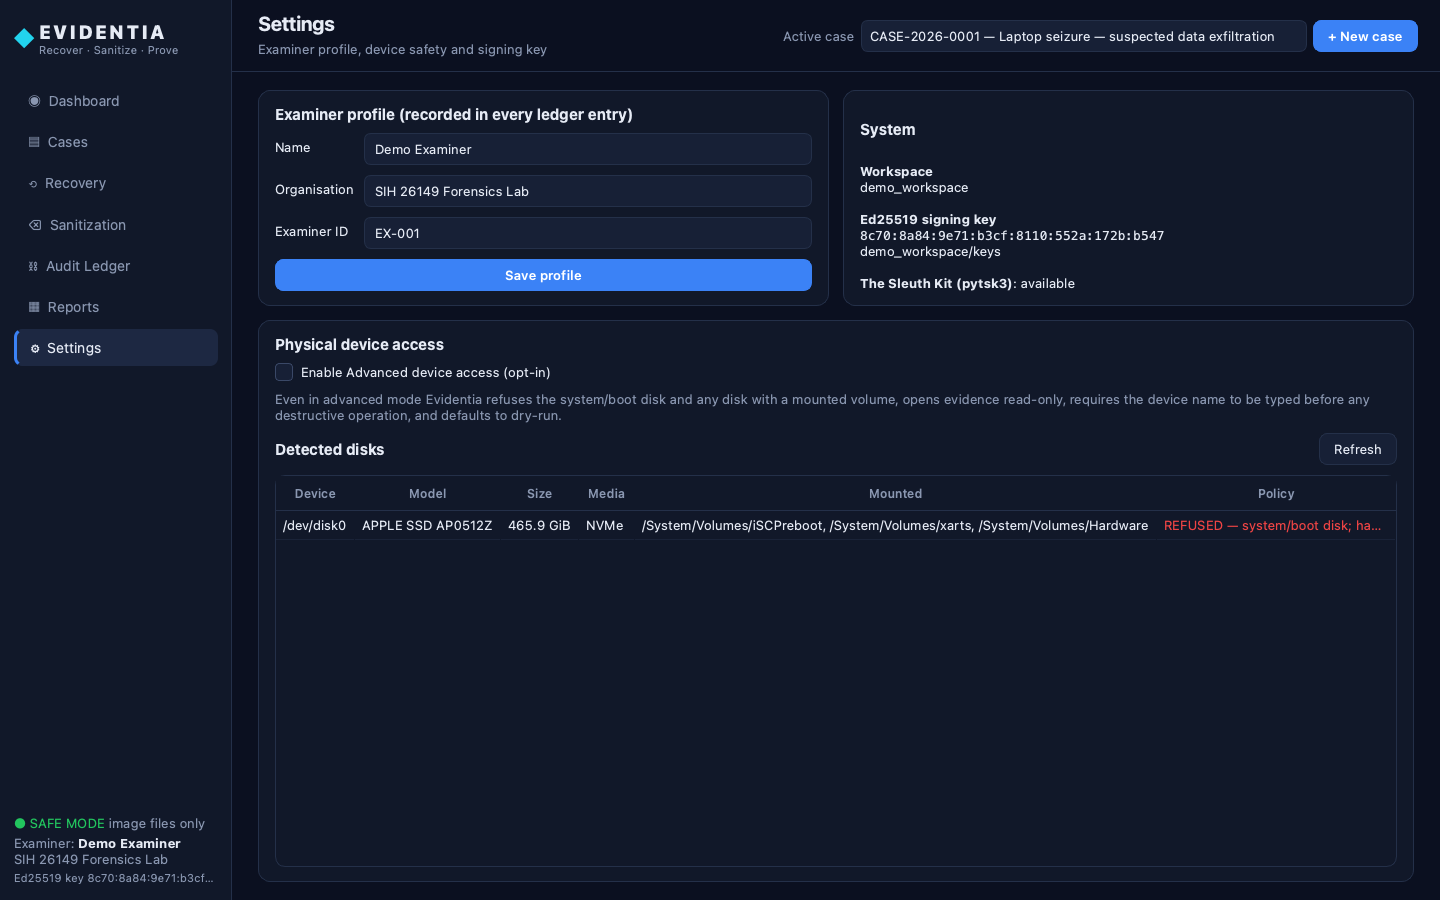 EVIDENTIA
Recover · Sanitize · Prove
Dashboard
Cases
Recovery
Sanitization
Audit Ledger
Reports
Settings
SAFE MODE image files only
Examiner: Demo Examiner
SIH 26149 Forensics Lab
Ed25519 key 8c70:8a84:9e71:b3cf…
Settings
Examiner profile, device safety and signing key
Active case CASE-2026-0001 — Laptop seizure — suspected data exfiltration + New case
Examiner profile (recorded in every ledger entry)
Name Demo Examiner
Organisation SIH 26149 Forensics Lab
Examiner ID EX-001
Save profile
System
Workspace
demo_workspace
Ed25519 signing key
8c70:8a84:9e71:b3cf:8110:552a:172b:b547
demo_workspace/keys
The Sleuth Kit (pytsk3): available
Physical device access
Enable Advanced device access (opt-in)
Even in advanced mode Evidentia refuses the system/boot disk and any disk with a mounted volume, opens evidence read-only, requires the device name to be typed before any
destructive operation, and defaults to dry-run.
Detected disks Refresh
Device Model Size Media Mounted Policy
/dev/disk0 APPLE SSD AP0512Z 465.9 GiB NVMe /System/Volumes/iSCPreboot, /System/Volumes/xarts, /System/Volumes/Hardware REFUSED — system/boot disk; ha…